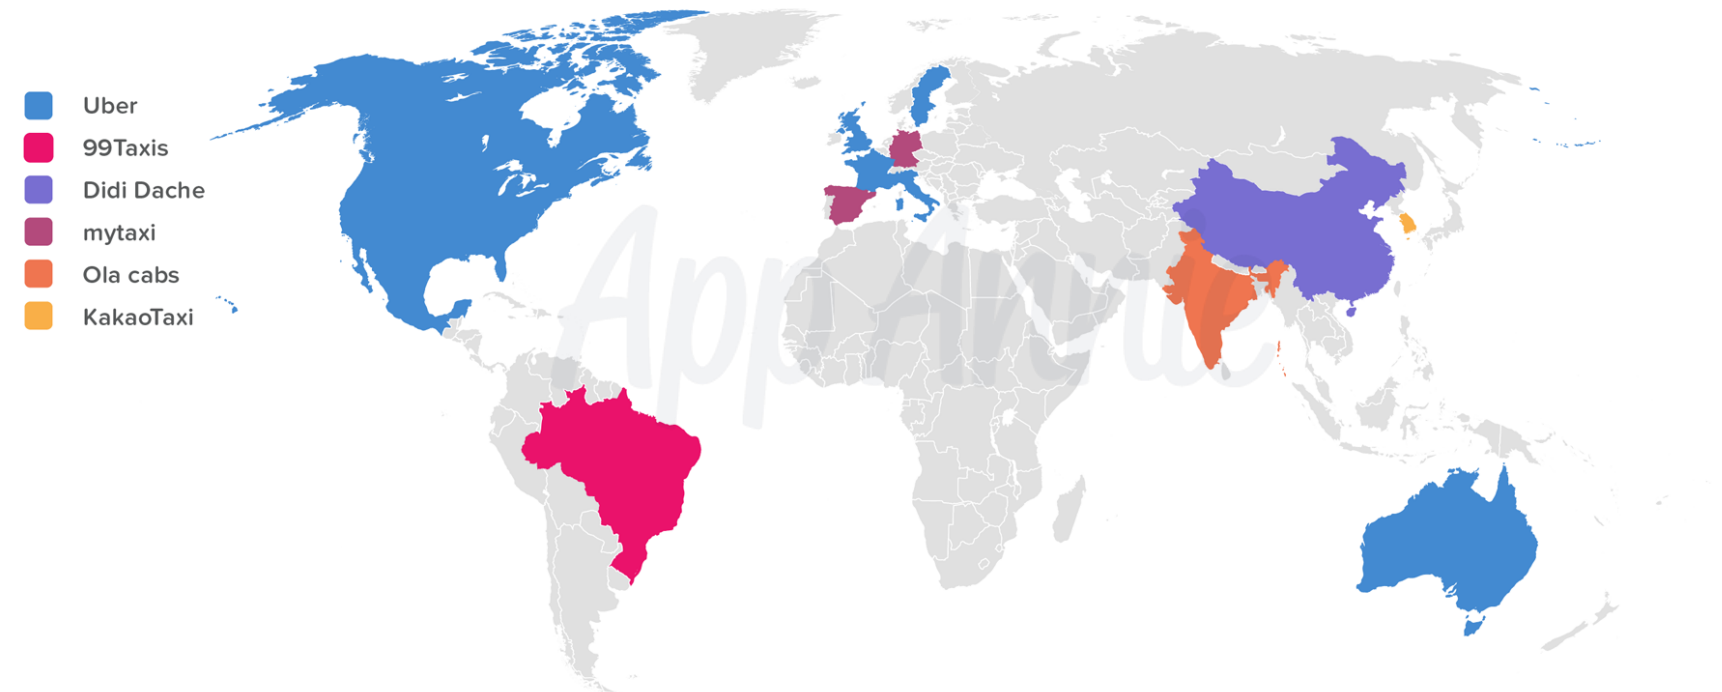 Uber
99Taxis
Didi Dache
mytaxi
Ola cabs
KakaoTaxi
App Annie